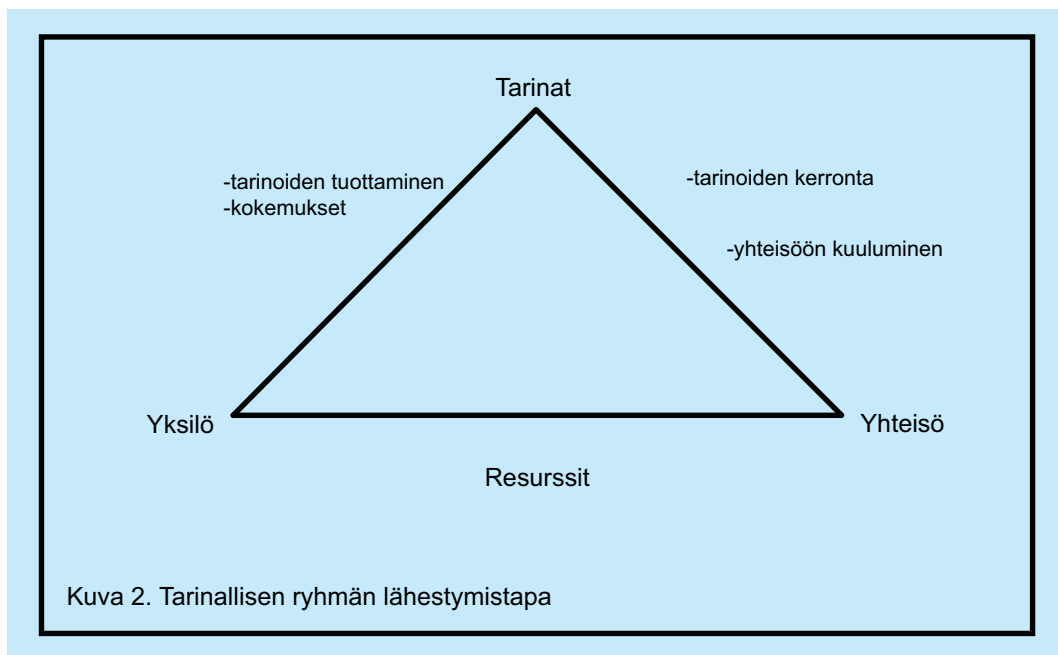 Tarinat
-tarinoiden tuottaminen
-kokemukset
-tarinoiden kerronta
-yhteisöön kuuluminen
Yksilö
Yhteisö
Resurssit
Kuva 2. Tarinallisen ryhmän lähestymistapa